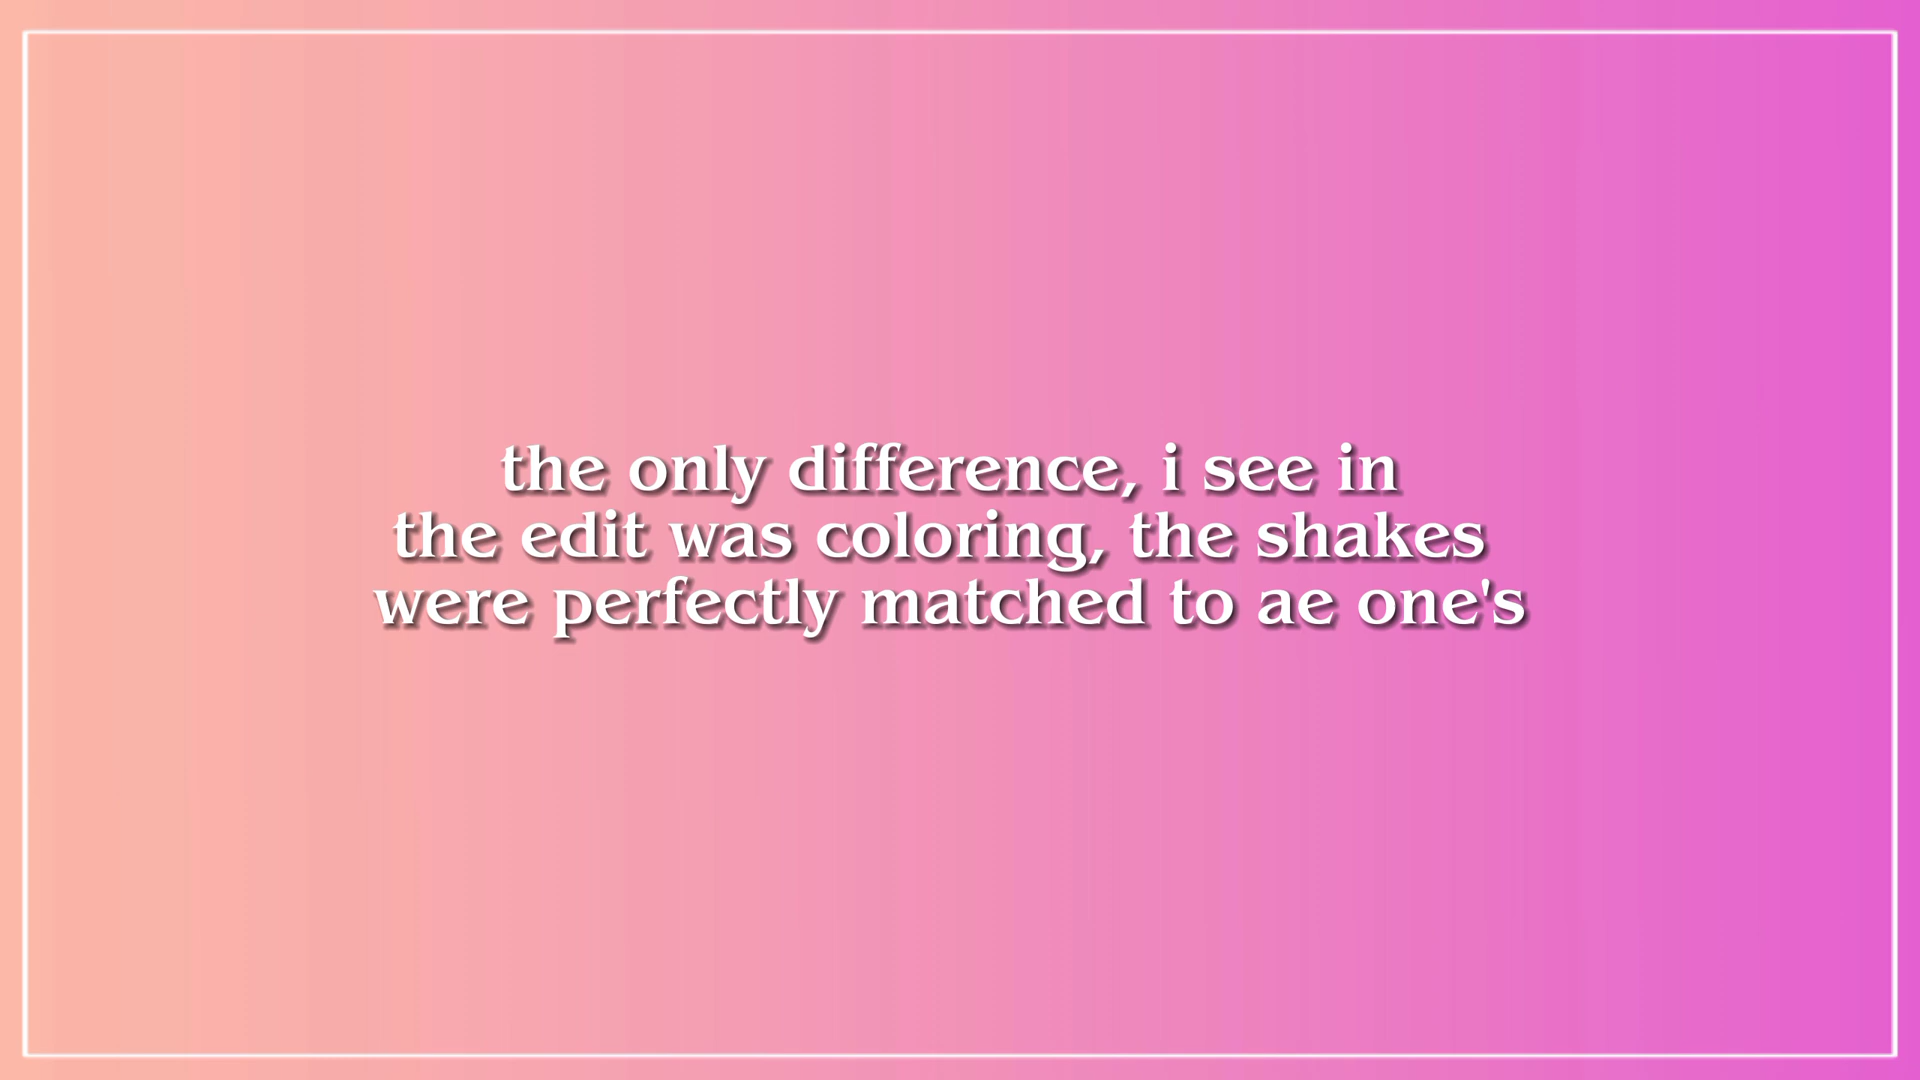 the only difference, i see in
the edit was coloring, the shakes
were perfectly matched to ae one's